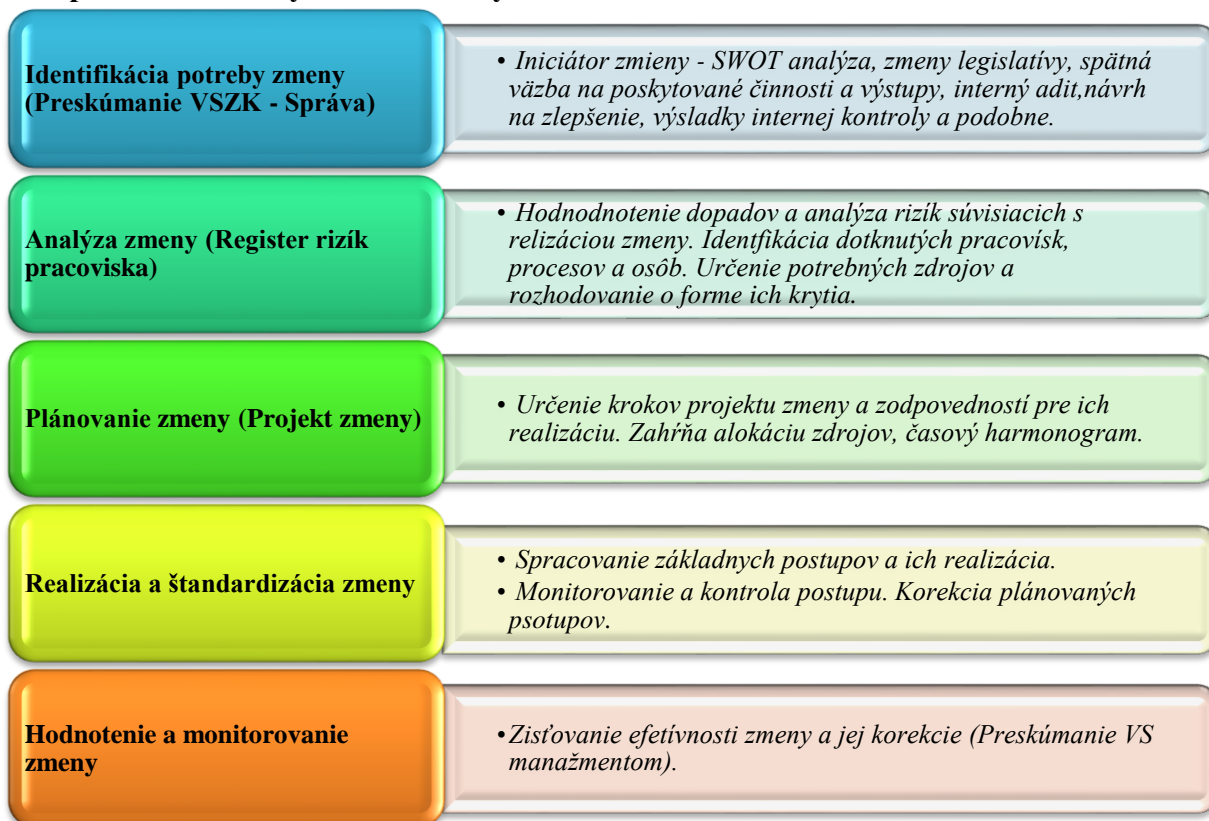 Identifikácia potreby zmeny
(Preskúmanie VSZK - Správa)
• Iniciátor zmieny - SWOT analýza, zmeny legislatívy, spätná
väzba na poskytované činnosti a výstupy, interný adit,návrh
na zlepšenie, výsladky internej kontroly a podobne.
Analýza zmeny (Register rizík
pracoviska)
• Hodnodnotenie dopadov a analýza rizík súvisiacich s
relizáciou zmeny. Identfikácia dotknutých pracovísk,
procesov a osôb. Určenie potrebných zdrojov a
rozhodovanie o forme ich krytia.
Plánovanie zmeny (Projekt zmeny)
• Určenie krokov projektu zmeny a zodpovedností pre ich
realizáciu. Zahŕňa alokáciu zdrojov, časový harmonogram.
Realizácia a štandardizácia zmeny
• Spracovanie základnych postupov a ich realizácia.
• Monitorovanie a kontrola postupu. Korekcia plánovaných
psotupov.
Hodnotenie a monitorovanie
zmeny
•Zisťovanie efetívnosti zmeny a jej korekcie (Preskúmanie VS
manažmentom).